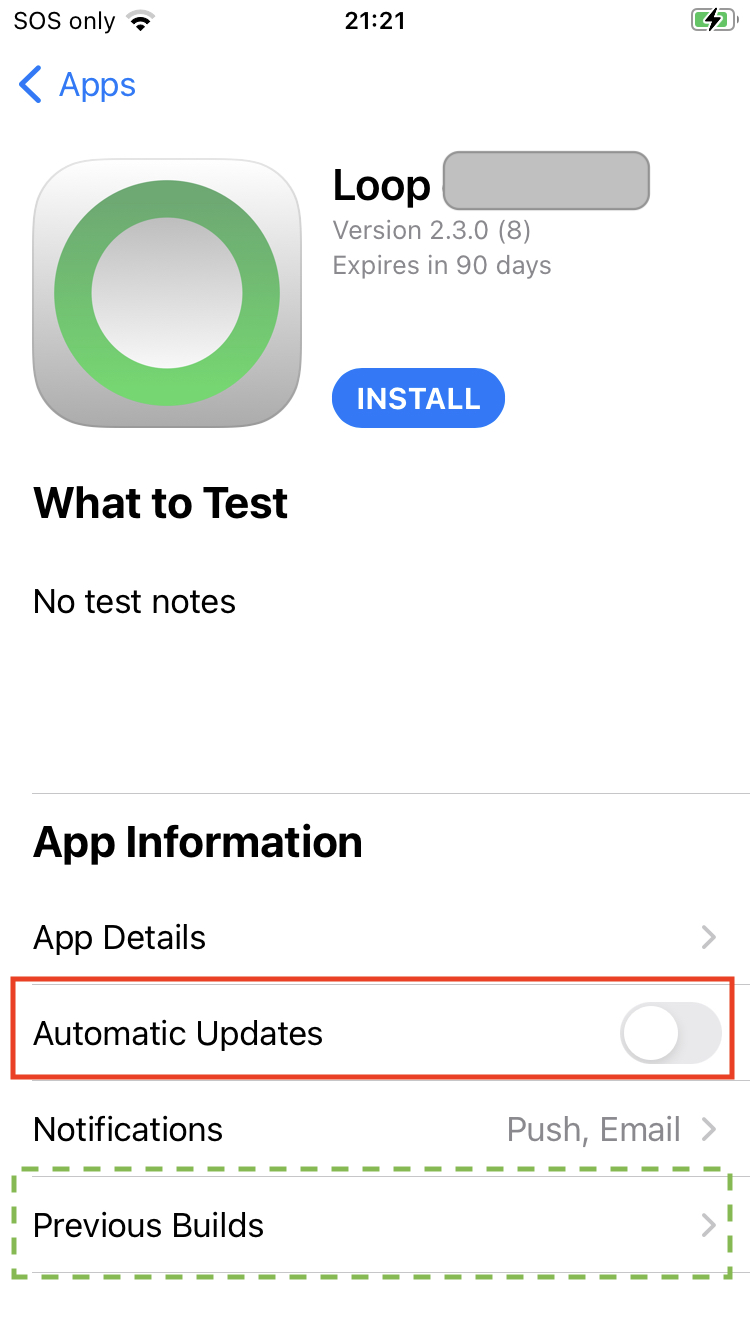 SOS only 21:21
Apps
Loop
Version 2.3.0 (8)
Expires in 90 days
INSTALL
What to Test
No test notes
App Information
App Details
Automatic Updates
Notifications Push, Email
Previous Builds